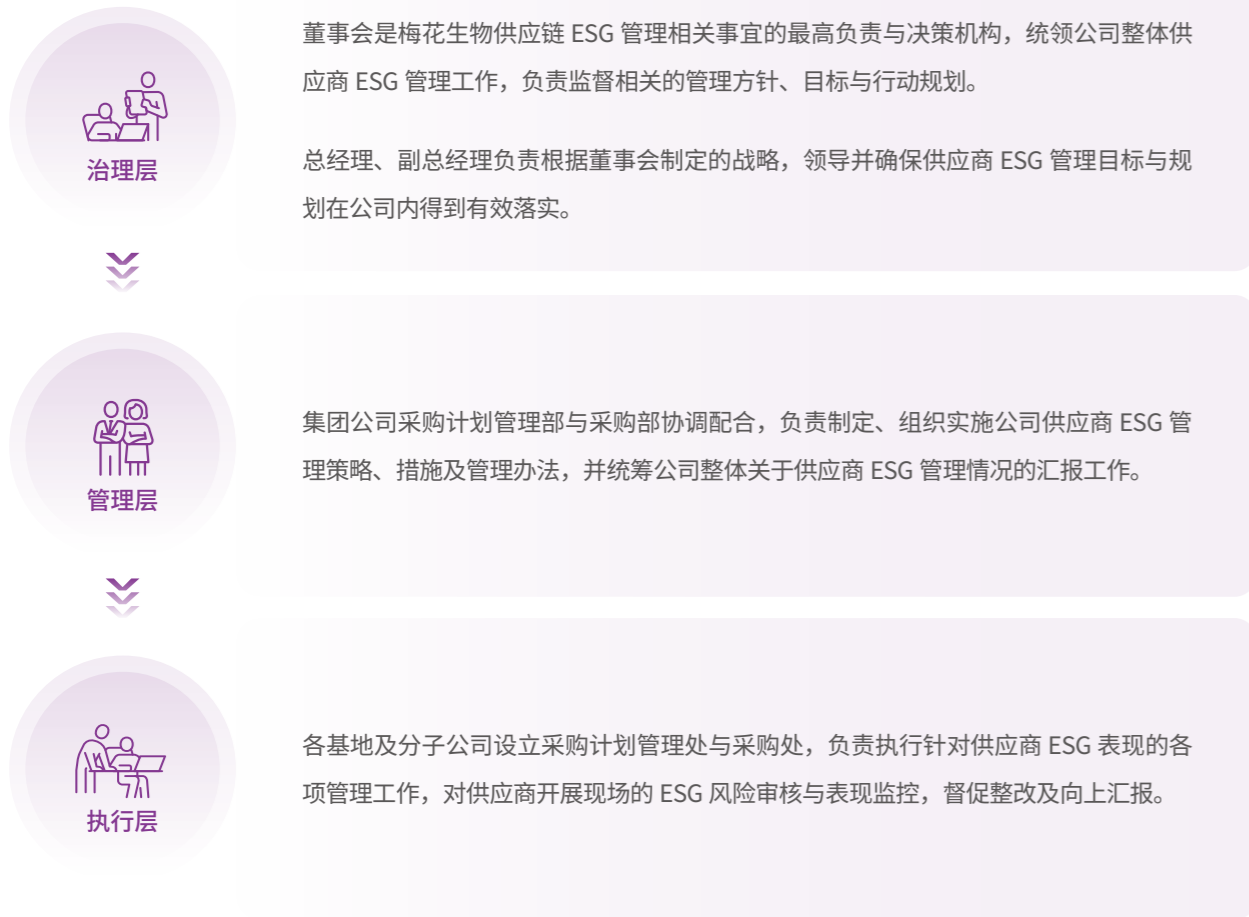 治理层
董事会是梅花生物供应链 ESG 管理相关事宜的最高负责与决策机构，统领公司整体供
应商 ESG 管理工作，负责监督相关的管理方针、目标与行动规划。
总经理、副总经理负责根据董事会制定的战略，领导并确保供应商 ESG 管理目标与规
划在公司内得到有效落实。
管理层
集团公司采购计划管理部与采购部协调配合，负责制定、组织实施公司供应商 ESG 管
理策略、措施及管理办法，并统筹公司整体关于供应商 ESG 管理情况的汇报工作。
执行层
各基地及分子公司设立采购计划管理处与采购处，负责执行针对供应商 ESG 表现的各
项管理工作，对供应商开展现场的 ESG 风险审核与表现监控，督促整改及向上汇报。